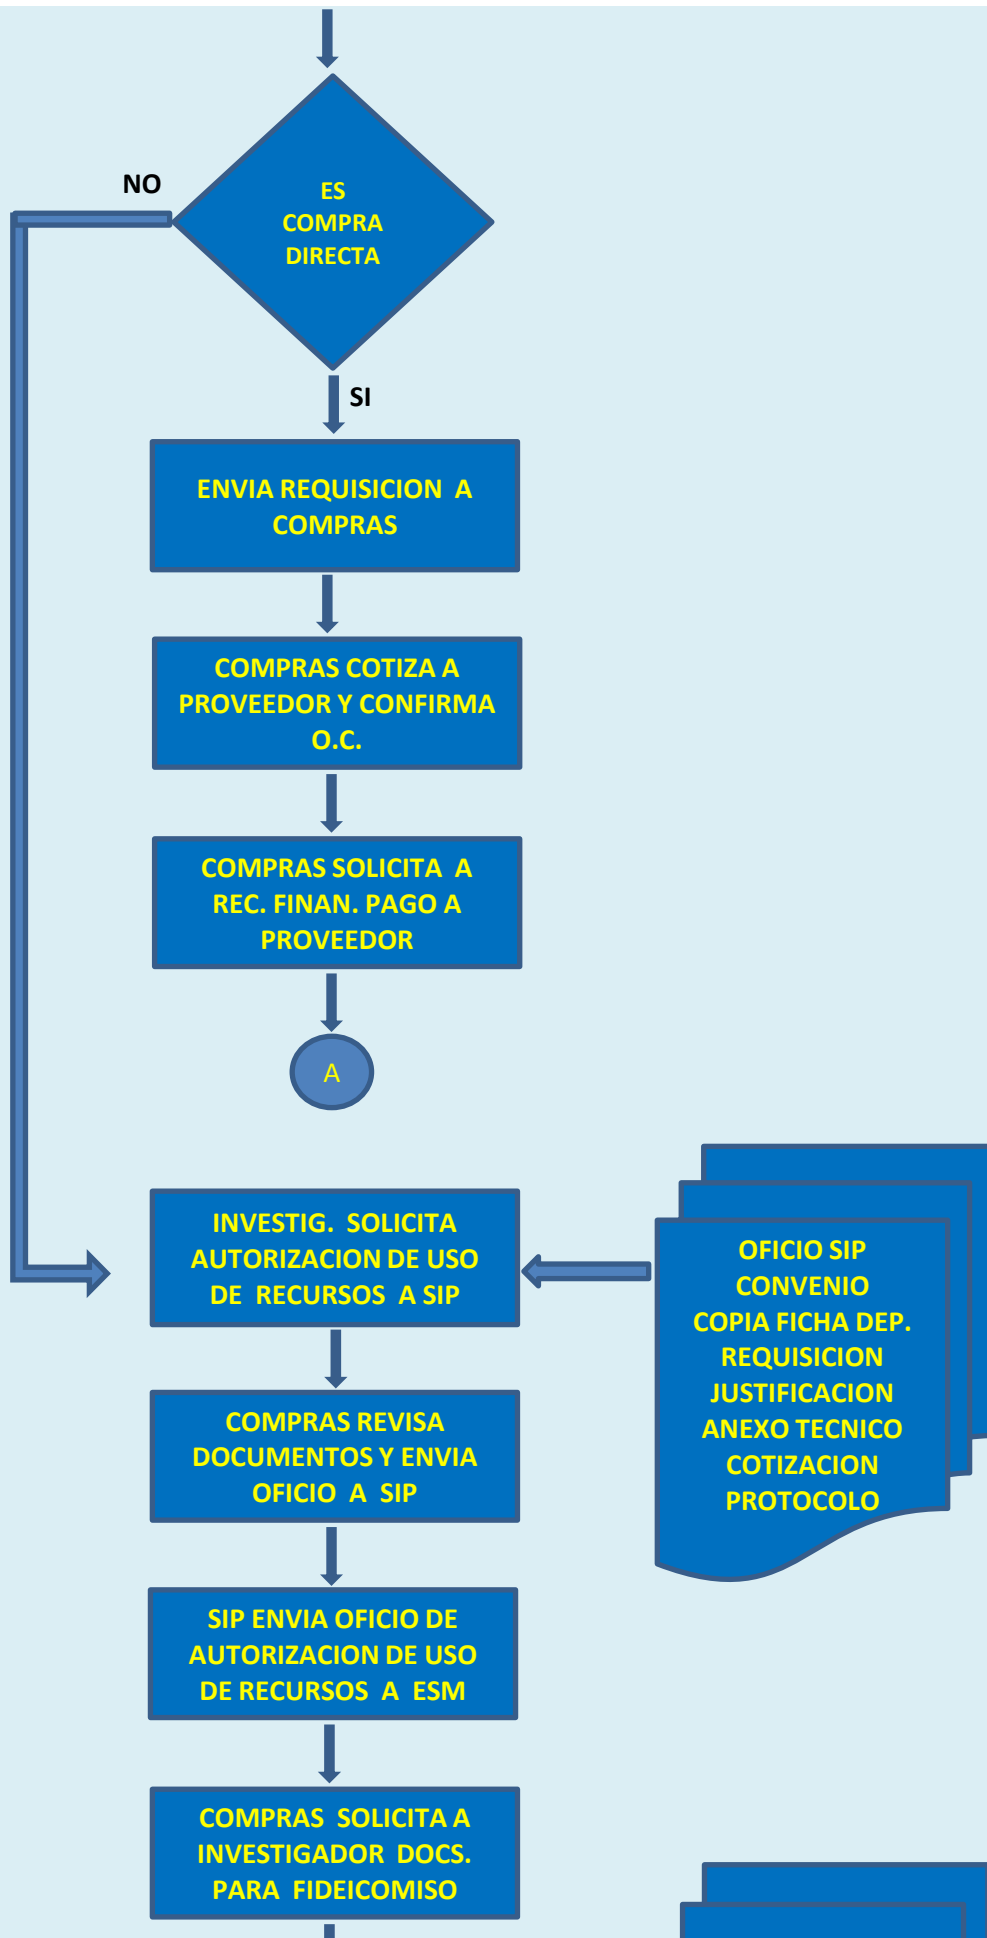 NO
ES
COMPRA
DIRECTA
SI
ENVIA REQUISICION A
COMPRAS
COMPRAS COTIZA A
PROVEEDOR Y CONFIRMA
O.C.
COMPRAS SOLICITA A
REC. FINAN. PAGO A
PROVEEDOR
A
INVESTIG. SOLICITA
AUTORIZACION DE USO
DE RECURSOS A SIP
OFICIO SIP
CONVENIO
COPIA FICHA DEP.
REQUISICION
JUSTIFICACION
ANEXO TECNICO
COTIZACION
PROTOCOLO
COMPRAS REVISA
DOCUMENTOS Y ENVIA
OFICIO A SIP
SIP ENVIA OFICIO DE
AUTORIZACION DE USO
DE RECURSOS A ESM
COMPRAS SOLICITA A
INVESTIGADOR DOCS.
PARA FIDEICOMISO